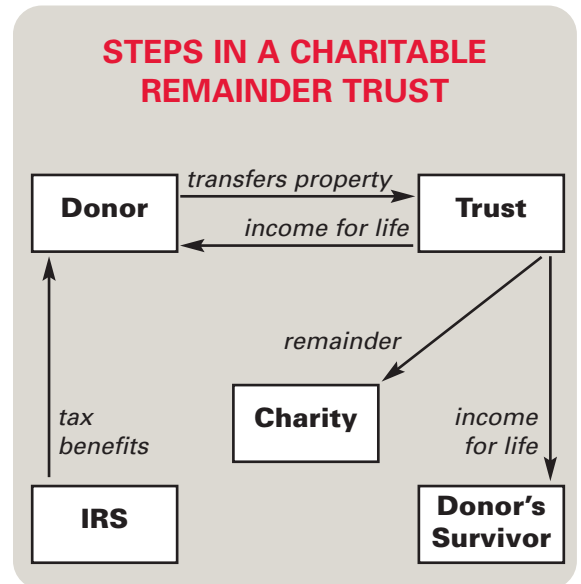 STEPS IN A CHARITABLE
REMAINDER TRUST
Donor
transfers property
Trust
income for life
remainder
Charity
income
for life
tax
benefits
IRS
Donor's
Survivor